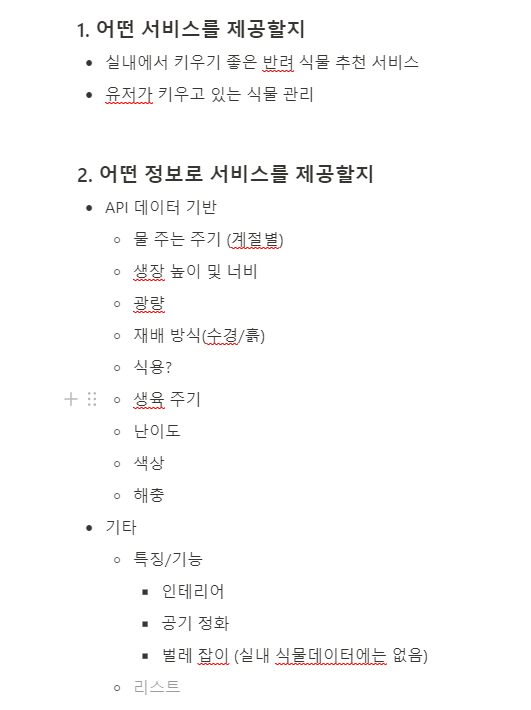 1. 어떤 서비스를 제공할지
실내에서 키우기 좋은 반려 식물 추천 서비스
유저가 키우고 있는 식물 관리
2. 어떤 정보로 서비스를 제공할지
API 데이터 기반
물 주는 주기 (계절별)
생장 높이 및 너비
광량
재배 방식(수경/흙)
식용?
생육 주기
난이도
색상
해충
기타
특징/기능
인테리어
공기 정화
벌레 잡이 (실내 식물데이터에는 없음)
리스트